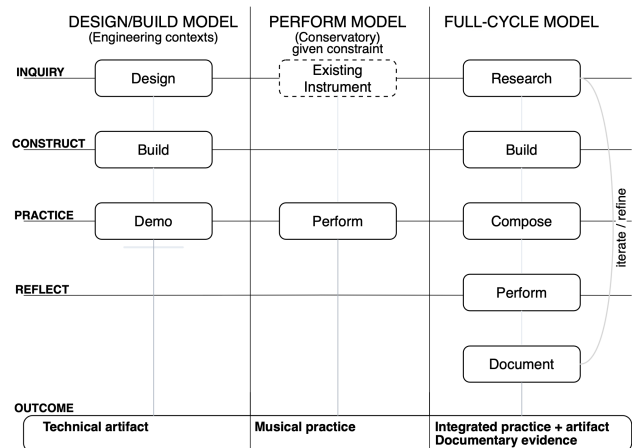 DESIGN/BUILD MODEL
(Engineering contexts)
PERFORM MODEL
(Conservatory)
given constraint
FULL-CYCLE MODEL
INQUIRY
Design
Existing
Instrument
Research
CONSTRUCT
Build
Build
PRACTICE
Demo
Perform
Compose
iterate / refine
REFLECT
Perform
Document
OUTCOME
Technical artifact
Musical practice
Integrated practice + artifact
Documentary evidence